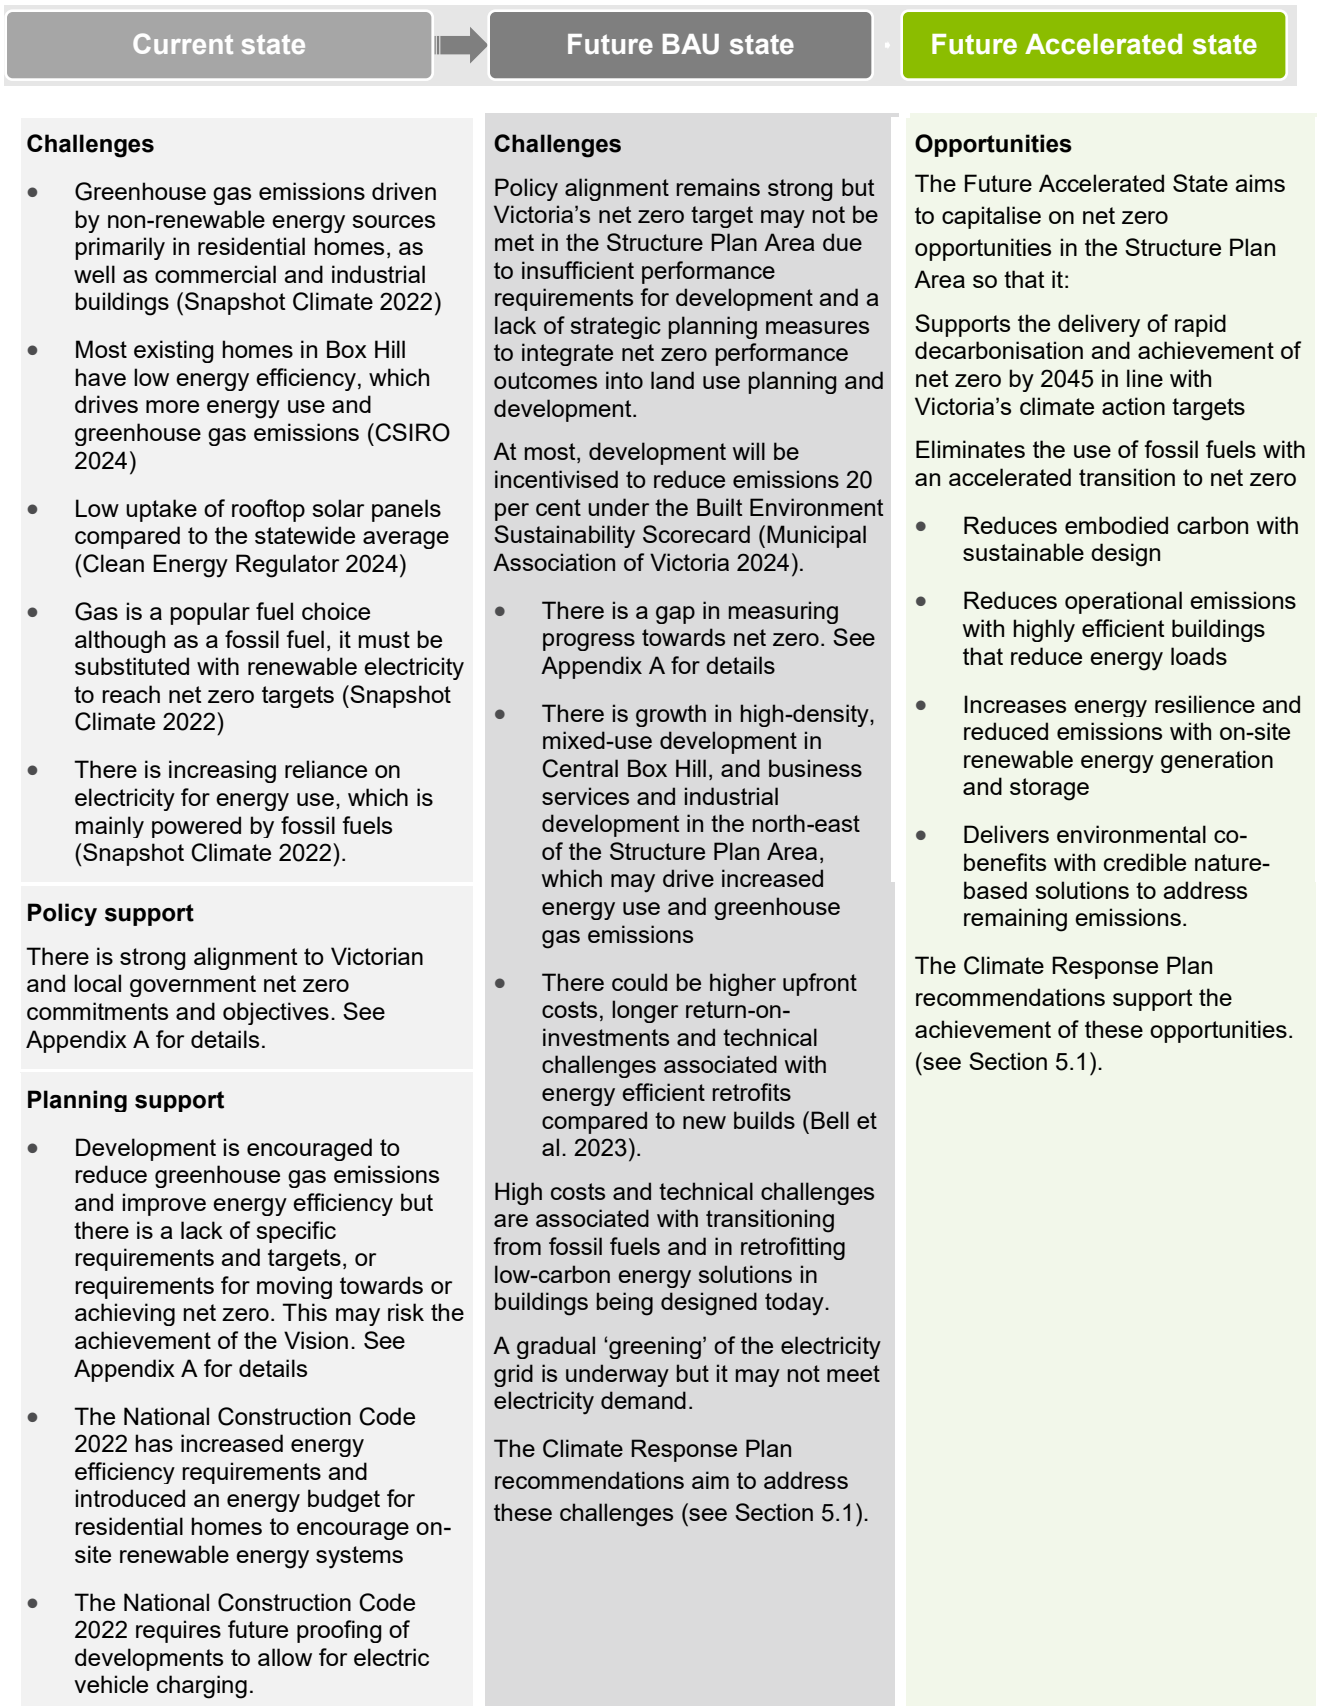 Current state
Future BAU state
Future Accelerated state
Challenges
• Greenhouse gas emissions driven
by non-renewable energy sources
primarily in residential homes, as
well as commercial and industrial
buildings (Snapshot Climate 2022)
• Most existing homes in Box Hill
have low energy efficiency, which
drives more energy use and
greenhouse gas emissions (CSIRO
2024)
• Low uptake of rooftop solar panels
compared to the statewide average
(Clean Energy Regulator 2024)
• Gas is a popular fuel choice
although as a fossil fuel, it must be
substituted with renewable electricity
to reach net zero targets (Snapshot
Climate 2022)
• There is increasing reliance on
electricity for energy use, which is
mainly powered by fossil fuels
(Snapshot Climate 2022).
Policy support
There is strong alignment to Victorian
and local government net zero
commitments and objectives. See
Appendix A for details.
Planning support
• Development is encouraged to
reduce greenhouse gas emissions
and improve energy efficiency but
there is a lack of specific
requirements and targets, or
requirements for moving towards or
achieving net zero. This may risk the
achievement of the Vision. See
Appendix A for details
• The National Construction Code
2022 has increased energy
efficiency requirements and
introduced an energy budget for
residential homes to encourage on-
site renewable energy systems
• The National Construction Code
2022 requires future proofing of
developments to allow for electric
vehicle charging.
Challenges
Policy alignment remains strong but
Victoria's net zero target may not be
met in the Structure Plan Area due
to insufficient performance
requirements for development and a
lack of strategic planning measures
to integrate net zero performance
outcomes into land use planning and
development.
At most, development will be
incentivised to reduce emissions 20
per cent under the Built Environment
Sustainability Scorecard (Municipal
Association of Victoria 2024).
• There is a gap in measuring
progress towards net zero. See
Appendix A for details
• There is growth in high-density,
mixed-use development in
Central Box Hill, and business
services and industrial
development in the north-east
of the Structure Plan Area,
which may drive increased
energy use and greenhouse
gas emissions
• There could be higher upfront
costs, longer return-on-
investments and technical
challenges associated with
energy efficient retrofits
compared to new builds (Bell et
al. 2023).
High costs and technical challenges
are associated with transitioning
from fossil fuels and in retrofitting
low-carbon energy solutions in
buildings being designed today.
A gradual ‘greening’ of the electricity
grid is underway but it may not meet
electricity demand.
The Climate Response Plan
recommendations aim to address
these challenges (see Section 5.1).
Opportunities
The Future Accelerated State aims
to capitalise on net zero
opportunities in the Structure Plan
Area so that it:
Supports the delivery of rapid
decarbonisation and achievement of
net zero by 2045 in line with
Victoria's climate action targets
Eliminates the use of fossil fuels with
an accelerated transition to net zero
• Reduces embodied carbon with
sustainable design
• Reduces operational emissions
with highly efficient buildings
that reduce energy loads
• Increases energy resilience and
reduced emissions with on-site
renewable energy generation
and storage
• Delivers environmental co-
benefits with credible nature-
based solutions to address
remaining emissions.
The Climate Response Plan
recommendations support the
achievement of these opportunities.
(see Section 5.1).